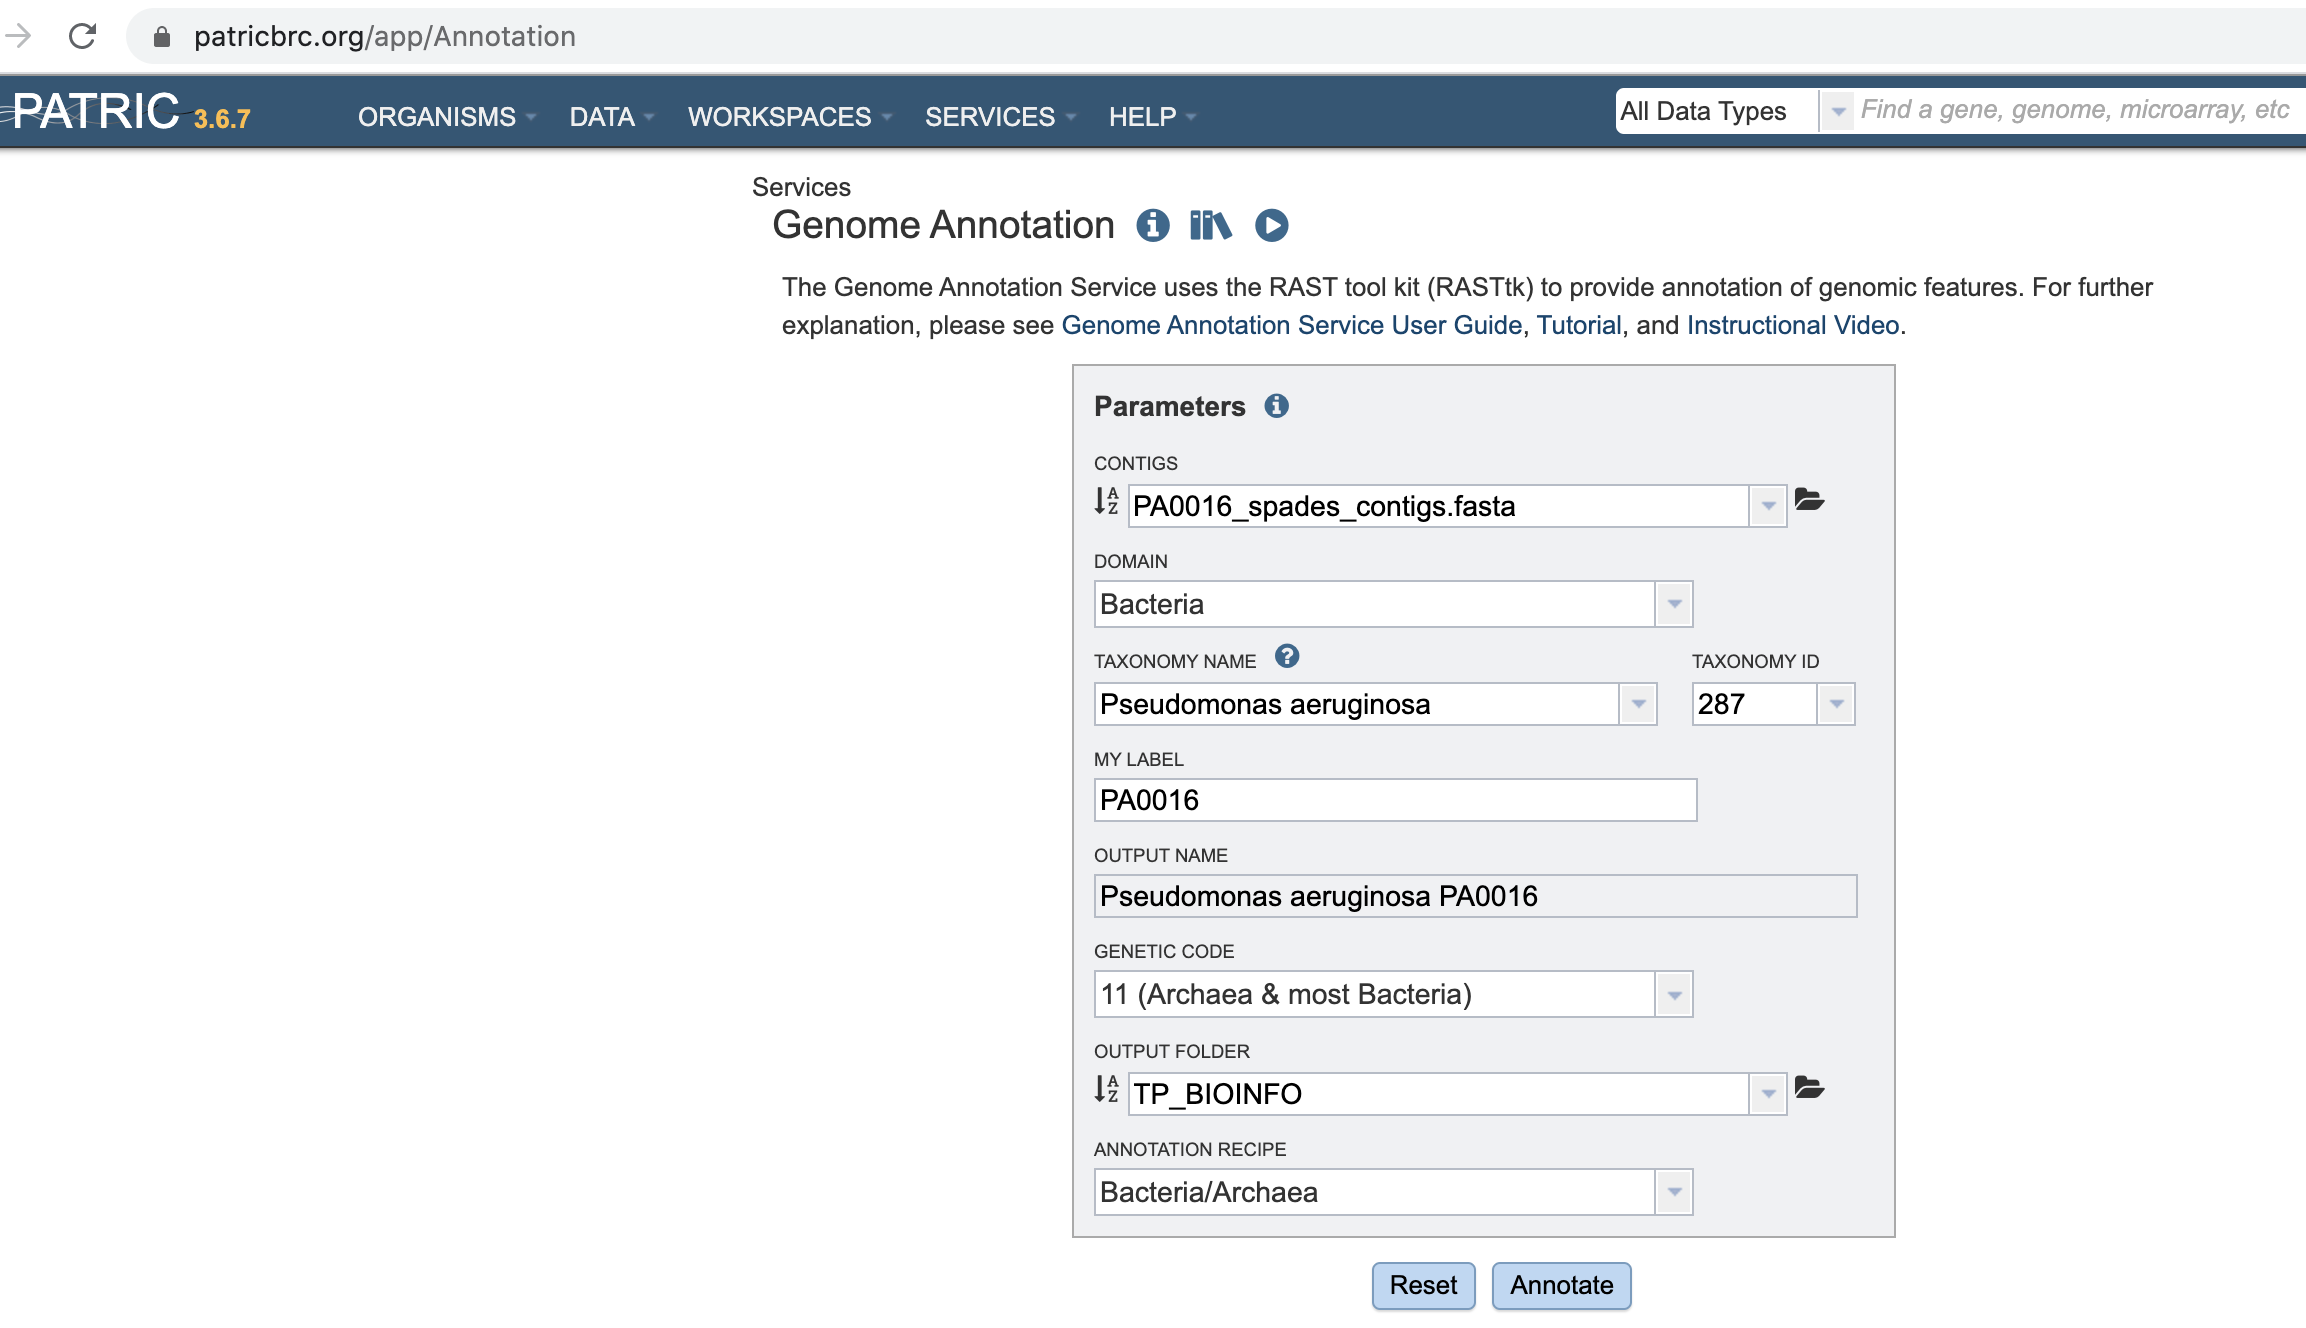 patricbrc.org/app/Annotation
PATRIC 3.6.7 ORGANISMS DATA WORKSPACES SERVICES HELP All Data Types Find a gene, genome, microarray, etc
Services
Genome Annotation
The Genome Annotation Service uses the RAST tool kit (RASTtk) to provide annotation of genomic features. For further
explanation, please see Genome Annotation Service User Guide, Tutorial, and Instructional Video.
Parameters
CONTIGS
PA0016_spades_contigs.fasta
DOMAIN
Bacteria
TAXONOMY NAME TAXONOMY ID
Pseudomonas aeruginosa 287
MY LABEL
PA0016
OUTPUT NAME
Pseudomonas aeruginosa PA0016
GENETIC CODE
11 (Archaea & most Bacteria)
OUTPUT FOLDER
TP_BIOINFO
ANNOTATION RECIPE
Bacteria/Archaea
Reset Annotate